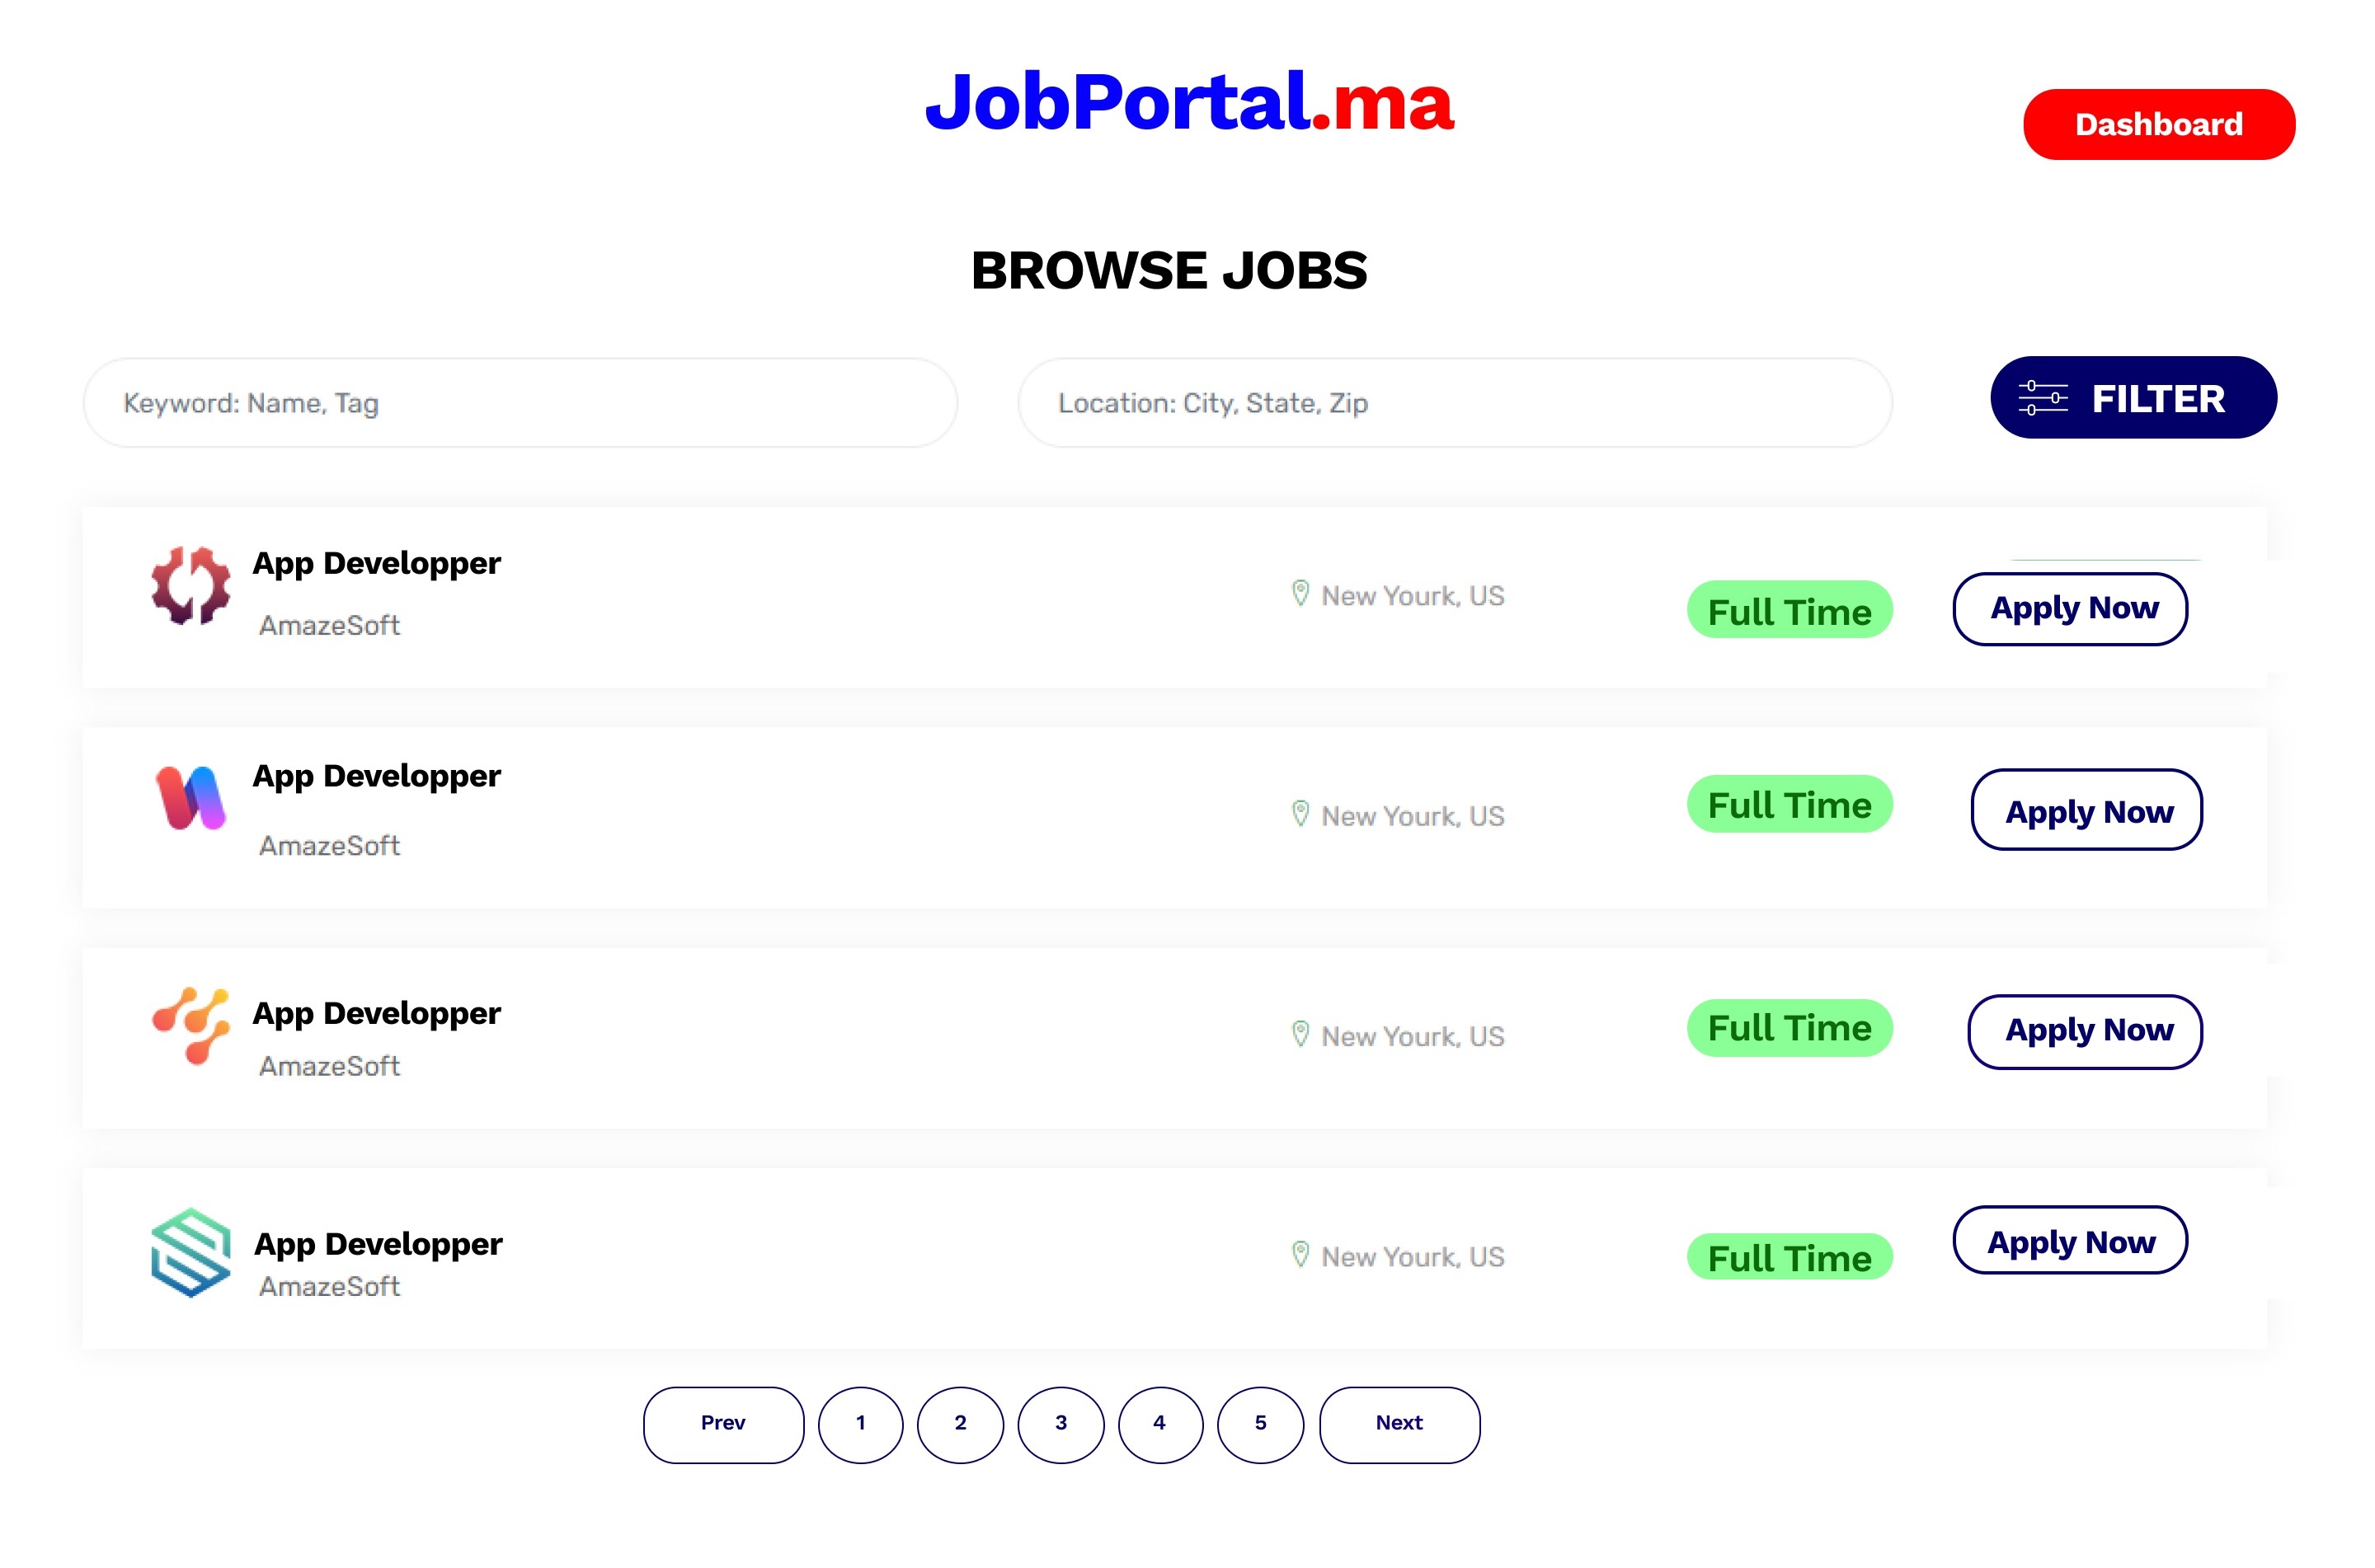 JobPortal.ma
Dashboard
BROWSE JOBS
Keyword: Name, Tag
Location: City, State, Zip
FILTER
App Developper
AmazeSoft
New Yourk, US
Full Time
Apply Now
App Developper
AmazeSoft
New Yourk, US
Full Time
Apply Now
App Developper
AmazeSoft
New Yourk, US
Full Time
Apply Now
App Developper
AmazeSoft
New Yourk, US
Full Time
Apply Now
Prev 1 2 3 4 5 Next